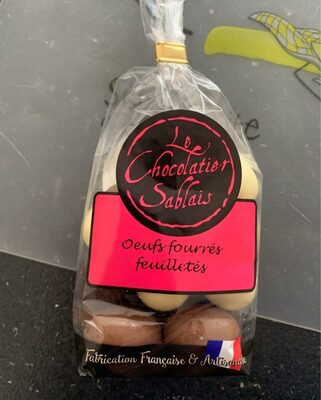 Le
Chocolatier
Sablais
Oeufs fourrés
feuilletés
Fabrication Française & Artisanale